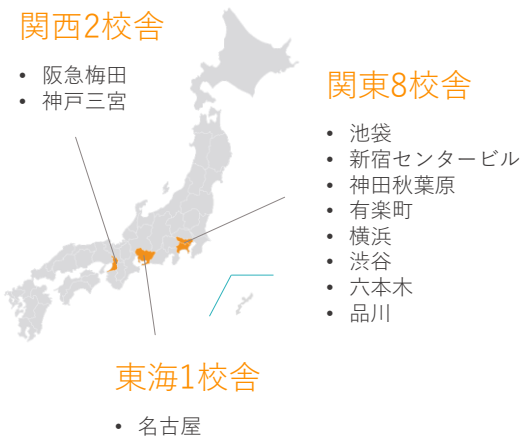 関西2校舎
• 阪急梅田
• 神戸三宮
関東8校舎
• 池袋
• 新宿センタービル
• 神田秋葉原
• 有楽町
• 横浜
• 渋谷
• 六本木
• 品川
東海1校舎
• 名古屋